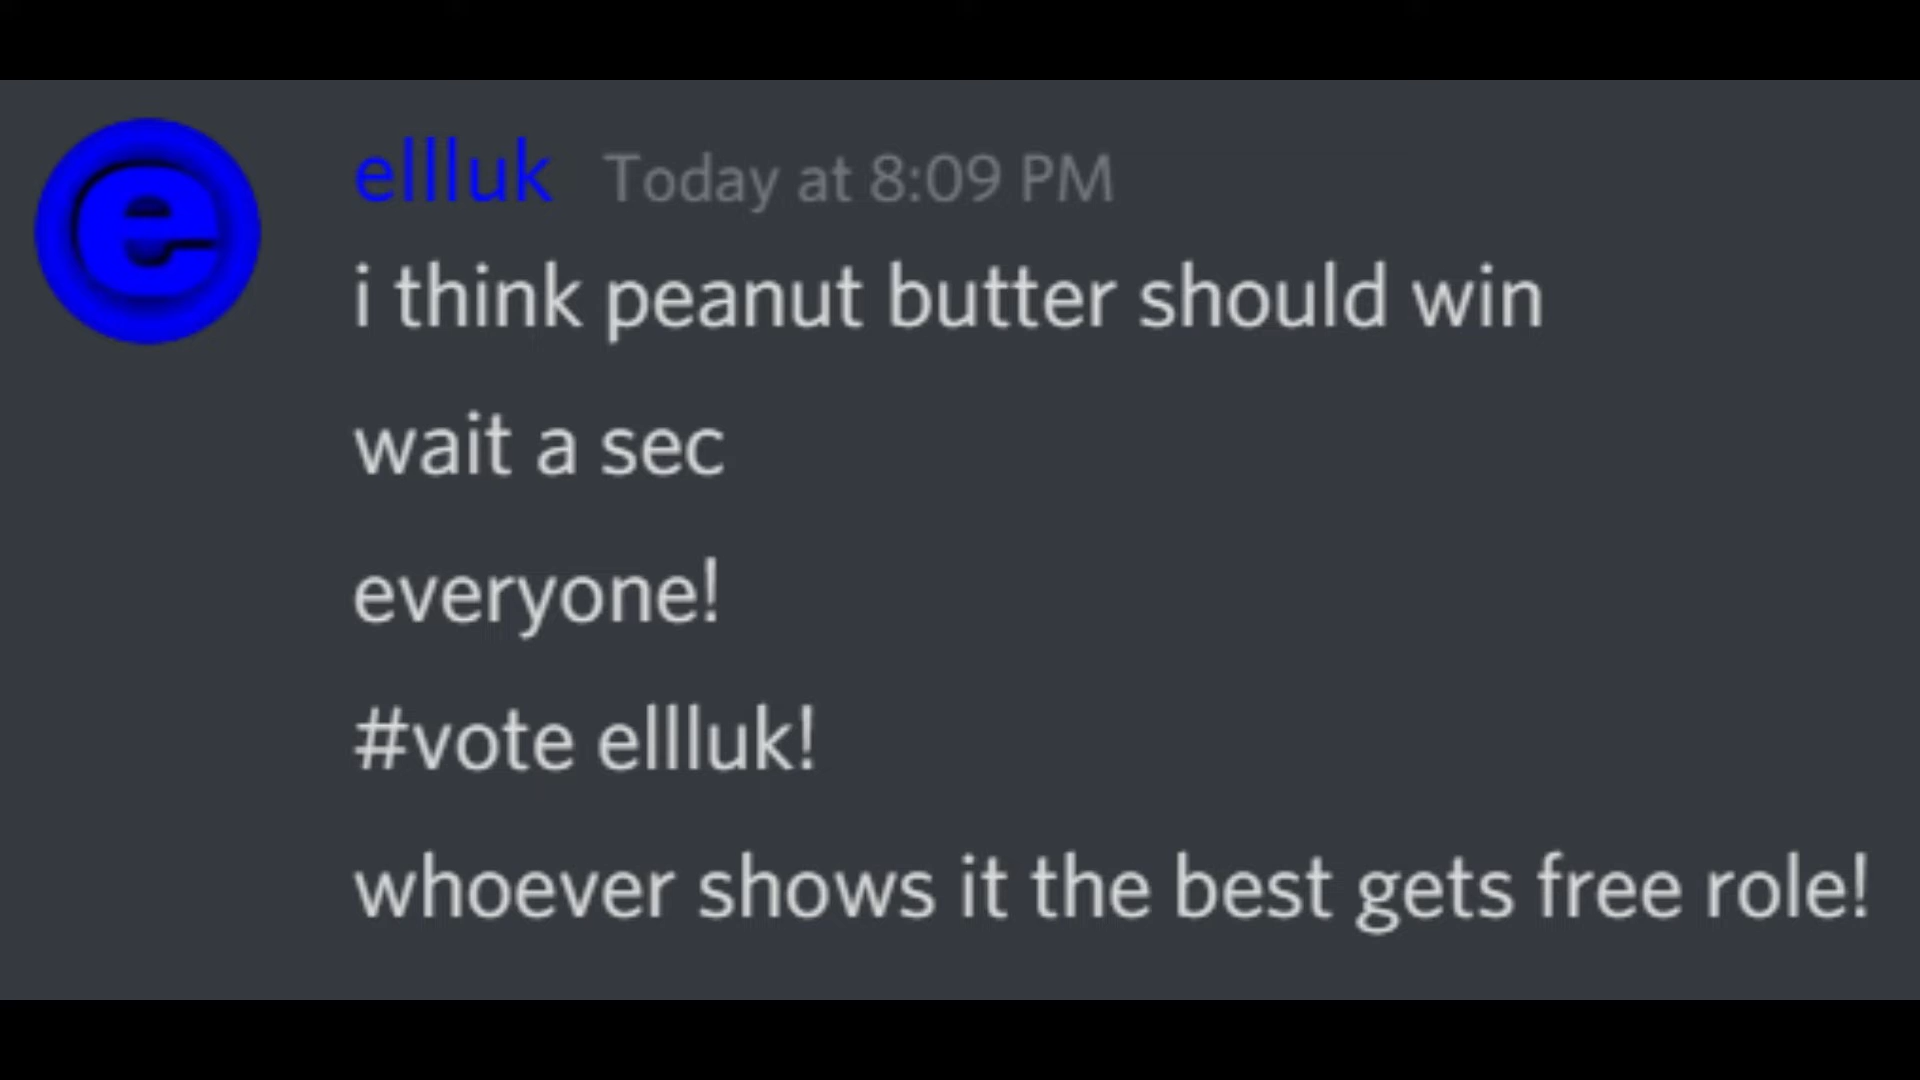 e
ellluk Today at 8:09 PM
i think peanut butter should win
wait a sec
everyone!
#vote ellluk!
whoever shows it the best gets free role!